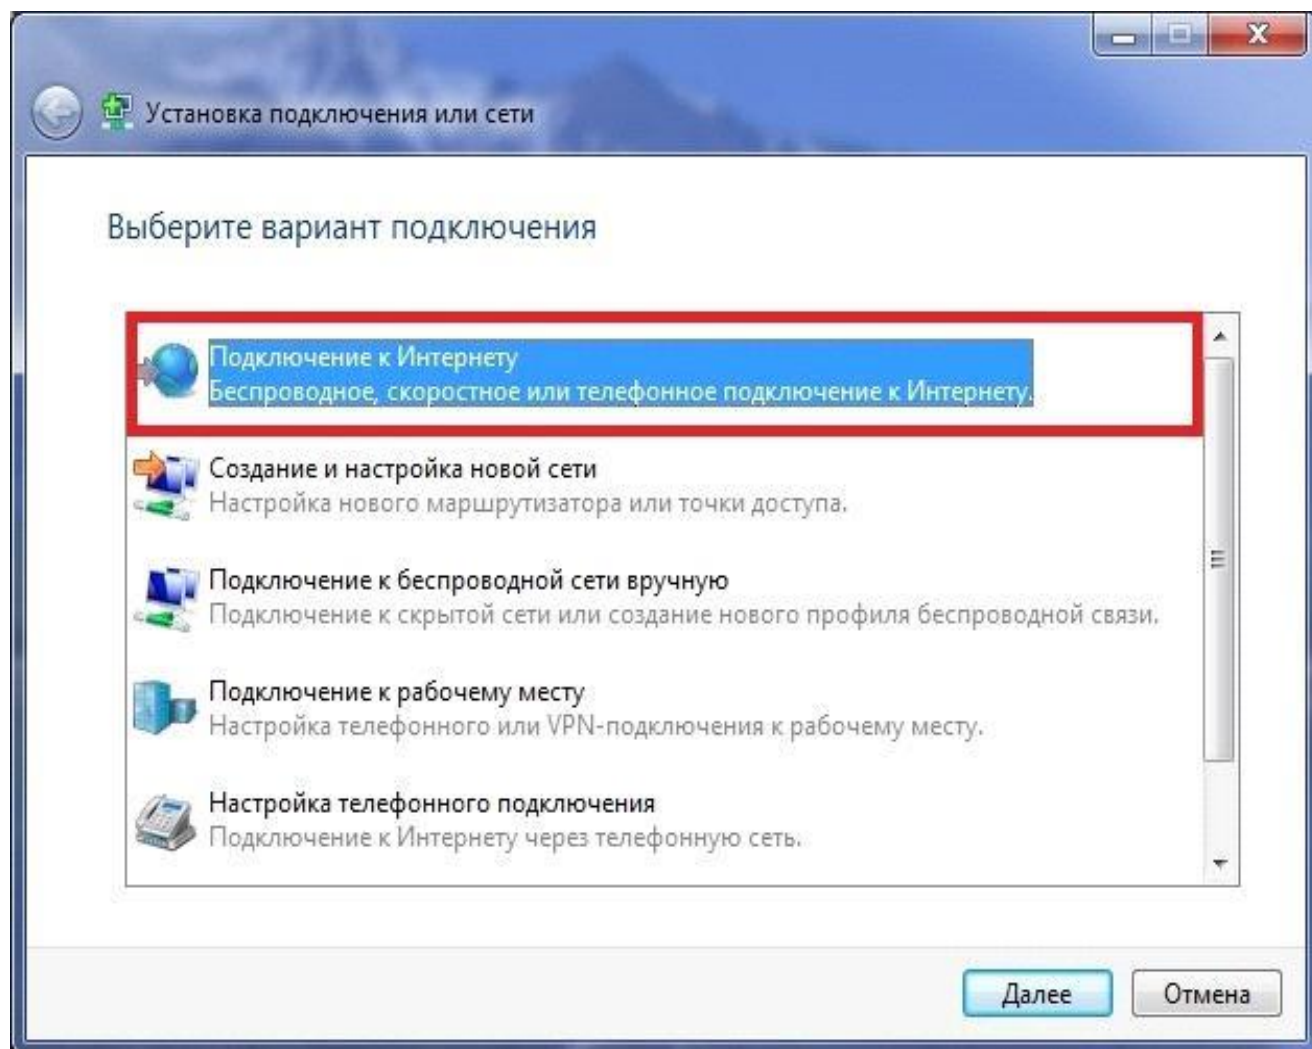 Установка подключения или сети
Выберите вариант подключения
Подключение к Интернету
Беспроводное, скоростное или телефонное подключение к Интернету.
Создание и настройка новой сети
Настройка нового маршрутизатора или точки доступа.
Подключение к беспроводной сети вручную
Подключение к скрытой сети или создание нового профиля беспроводной связи.
Подключение к рабочему месту
Настройка телефонного или VPN-подключения к рабочему месту.
Настройка телефонного подключения
Подключение к Интернету через телефонную сеть.
Далее
Отмена